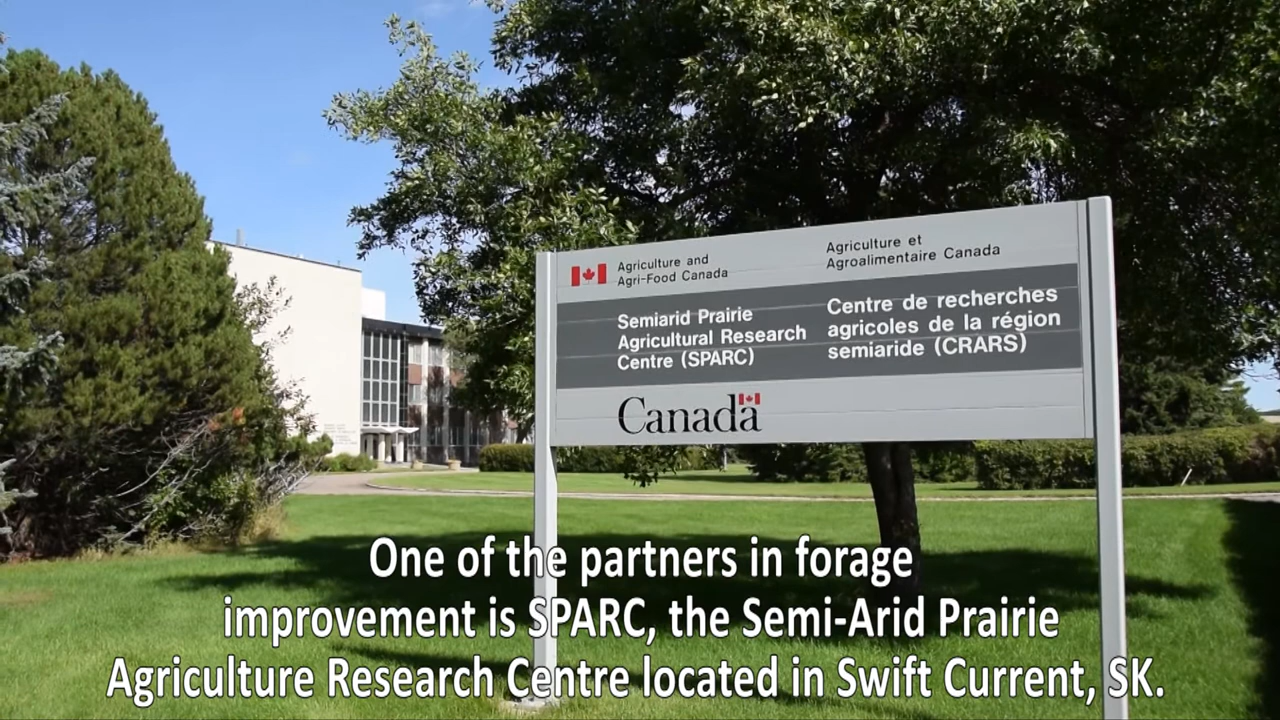 Agriculture and
Agri-Food Canada
Agriculture et
Agroalimentaire Canada
Semiarid Prairie
Agricultural Research
Centre (SPARC)
Centre de recherches
agricoles de la région
semiaride (CRARS)
Canada
One of the partners in forage
improvement is SPARC, the Semi-Arid Prairie
Agriculture Research Centre located in Swift Current, SK.